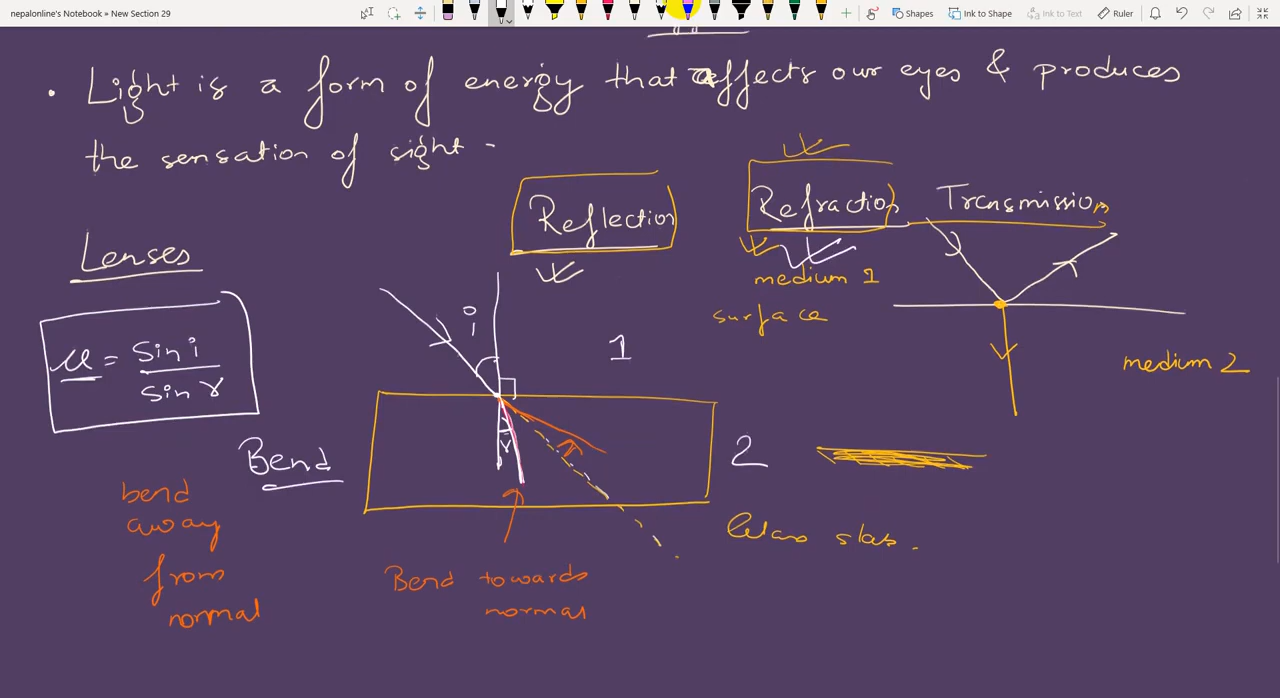 nepalonline's Notebook » New Section 29
Shapes
Ink to Shape
Ink to Text
Ruler
• Light is a form of energy that affects our eyes & produces
the sensation of sight -
Reflection
Refraction
Transmission
Lenses
medium 1
surface
i
1
μ = Sin i / Sin r
medium 2
r
2
Bend
bend
away
from
normal
Glass slab.
Bend towards
normal